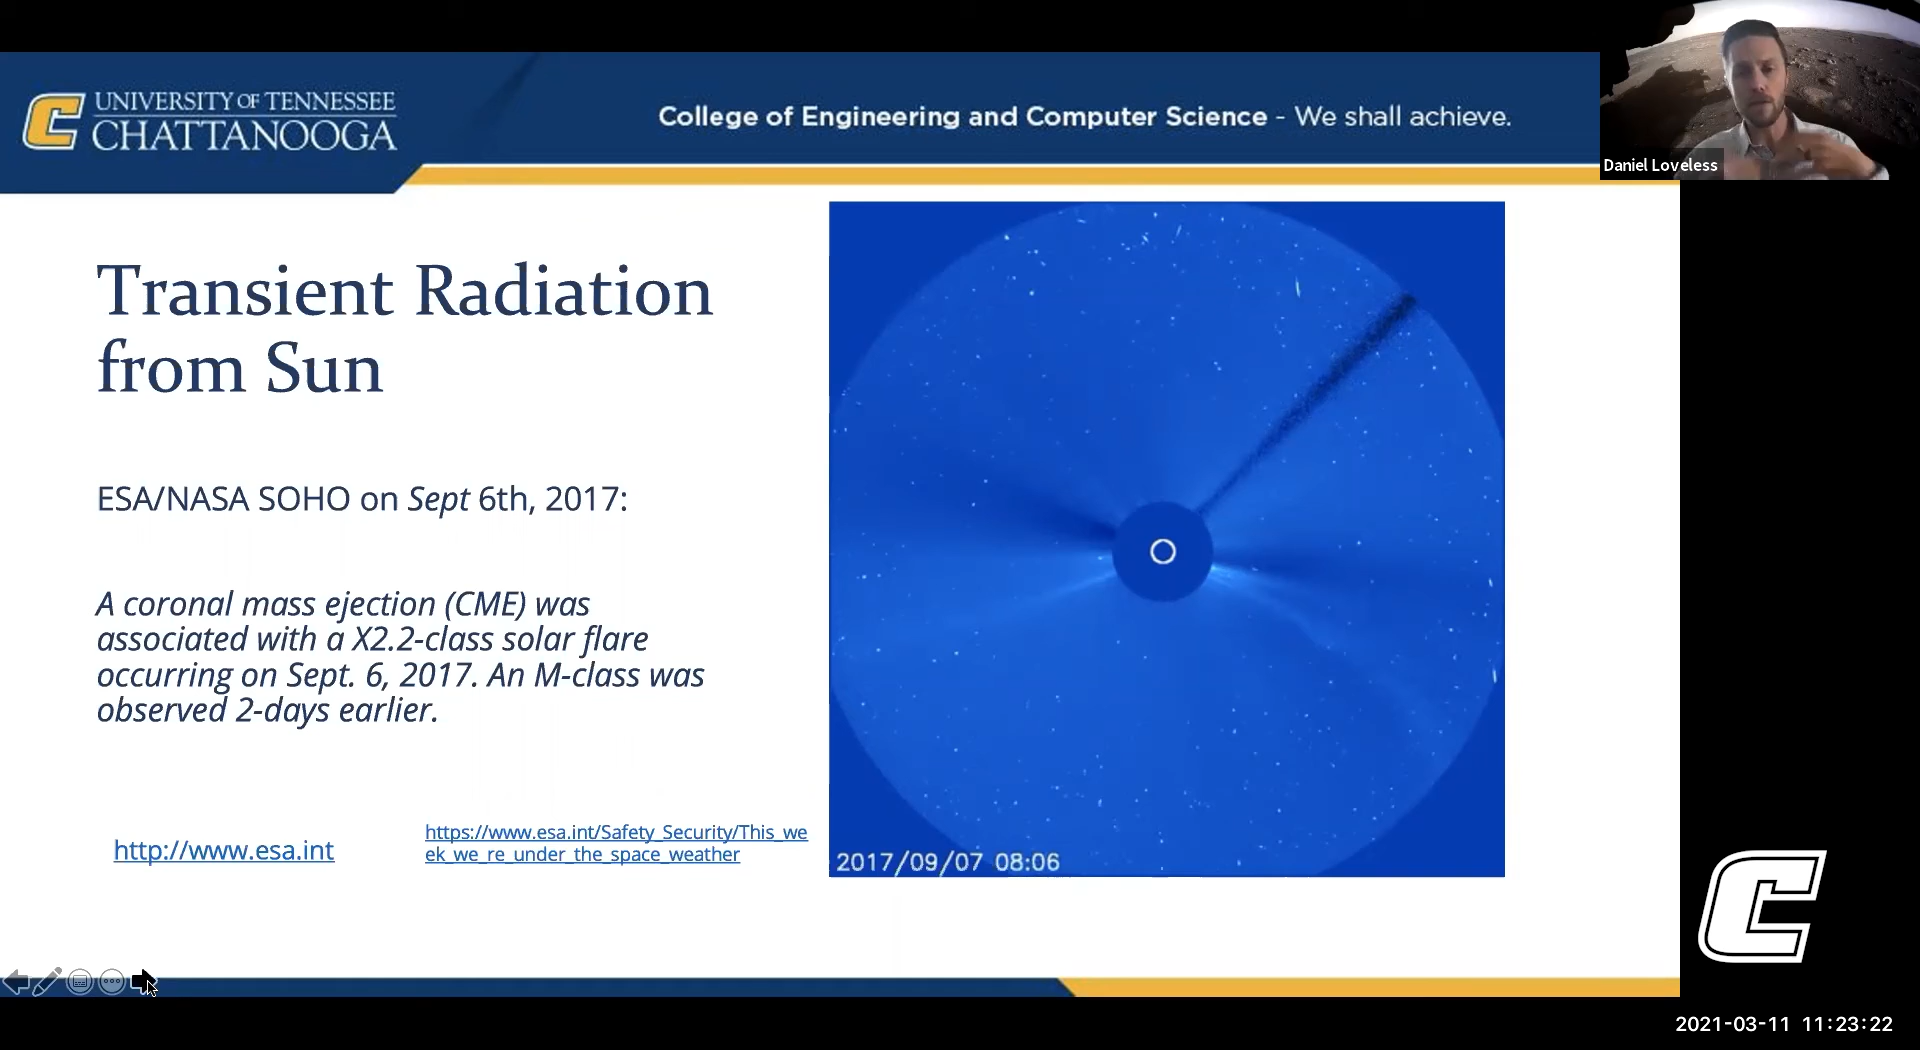 UNIVERSITY OF TENNESSEE
CHATTANOOGA
College of Engineering and Computer Science - We shall achieve.
Daniel Loveless
Transient Radiation
from Sun
ESA/NASA SOHO on Sept 6th, 2017:
A coronal mass ejection (CME) was
associated with a X2.2-class solar flare
occurring on Sept. 6, 2017. An M-class was
observed 2-days earlier.
http://www.esa.int
https://www.esa.int/Safety_Security/This_we
ek_we_re_under_the_space_weather
2017/09/07 08:06
C
2021-03-11 11:23:22